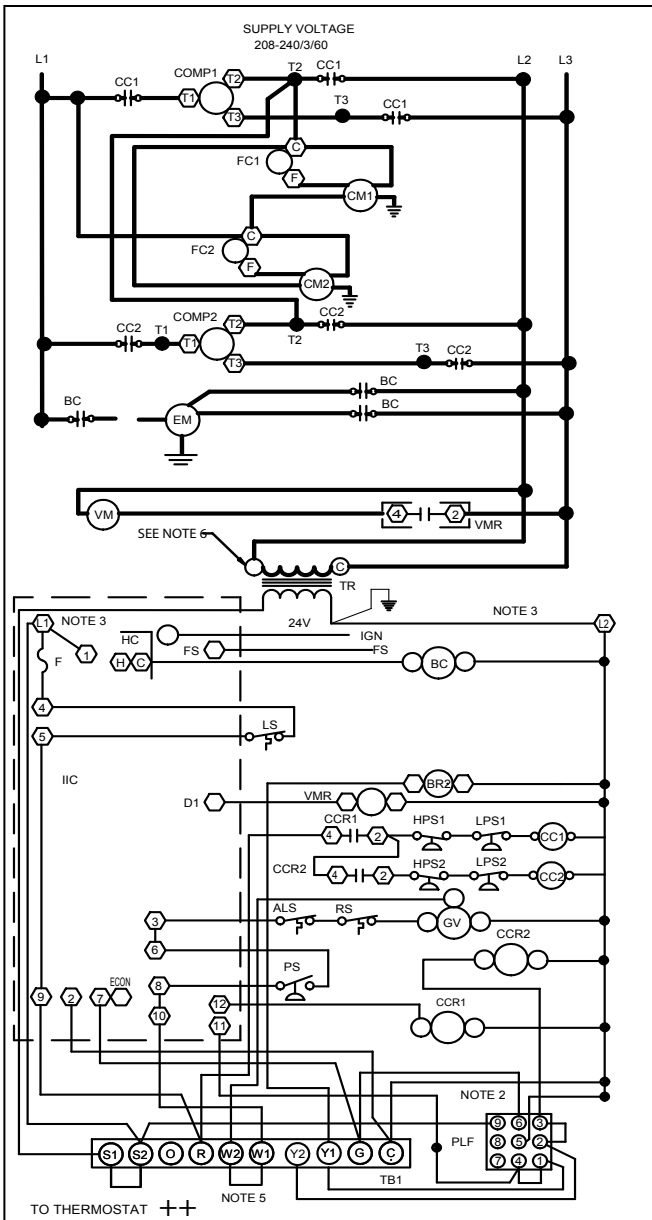 SUPPLY VOLTAGE
208-240/3/60
L1 T2 L2 L3
CC1 COMP1 T2 CC1
T1 T3 T3 CC1
C
FC1
F
CM1
C
FC2
F
CM2
COMP2 T2 CC2
CC2 T1 T2 T3
T1 T3 CC2
BC BC
EM BC
VM 4 2 VMR
SEE NOTE 6
C
TR
L1 NOTE 3 24V NOTE 3 L2
HC IGN
F 1 FS FS
H C BC
4
5 LS
IIC BR2
D1 VMR
CCR1 HPS1 LPS1
4 2 CC1
CCR2 HPS2 LPS2
4 2 CC2
3 ALS RS GV
6 CCR2
PS
8
ECON
9 2 7 12 CCR1
10 11
NOTE 2
9 6 3
PLF 8 5 2
7 4 1
S1 S2 O R W2 W1 Y2 Y1 G C
TB1
NOTE 5
TO THERMOSTAT ++